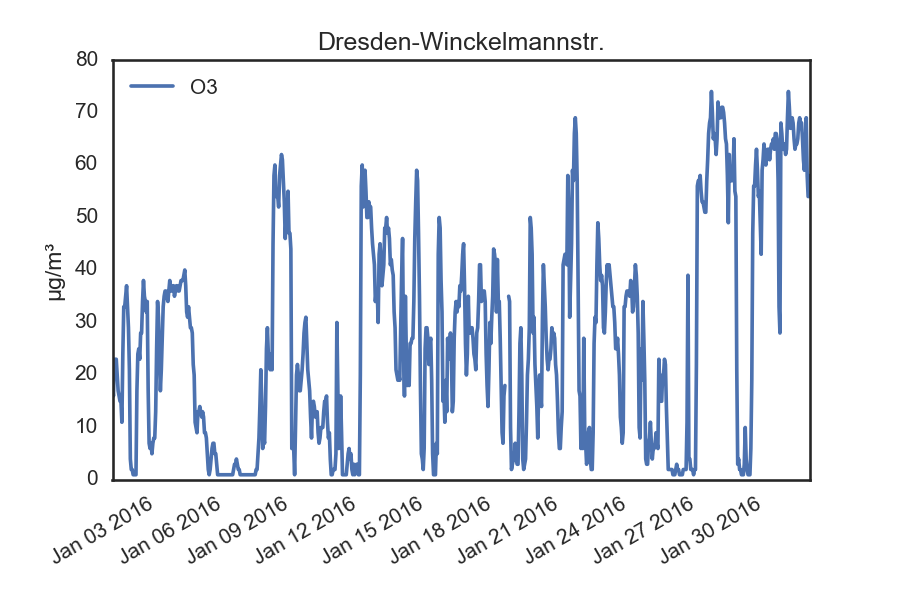 Dresden-Winckelmannstr.
O3
µg/m³
80
70
60
50
40
30
20
10
0
Jan 03 2016
Jan 06 2016
Jan 09 2016
Jan 12 2016
Jan 15 2016
Jan 18 2016
Jan 21 2016
Jan 24 2016
Jan 27 2016
Jan 30 2016